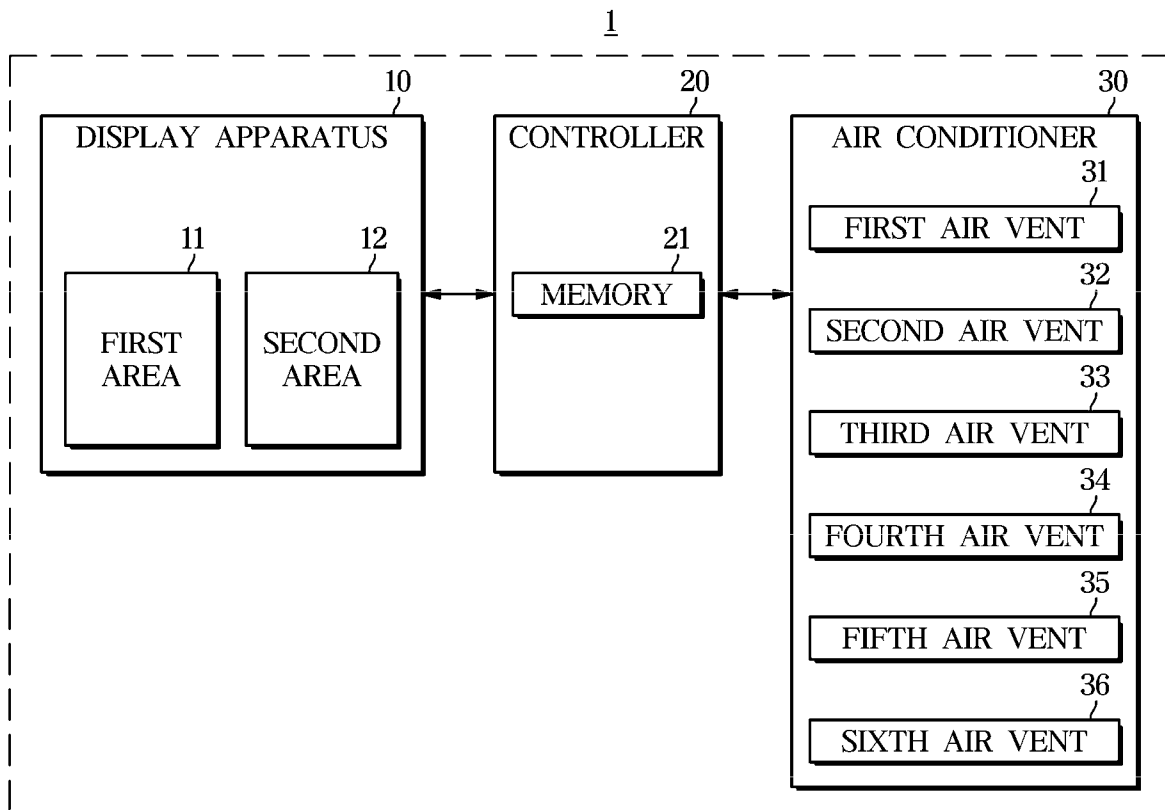 1
10
DISPLAY APPARATUS
11
FIRST
AREA
12
SECOND
AREA
20
CONTROLLER
21
MEMORY
30
AIR CONDITIONER
31
FIRST AIR VENT
32
SECOND AIR VENT
33
THIRD AIR VENT
34
FOURTH AIR VENT
35
FIFTH AIR VENT
36
SIXTH AIR VENT